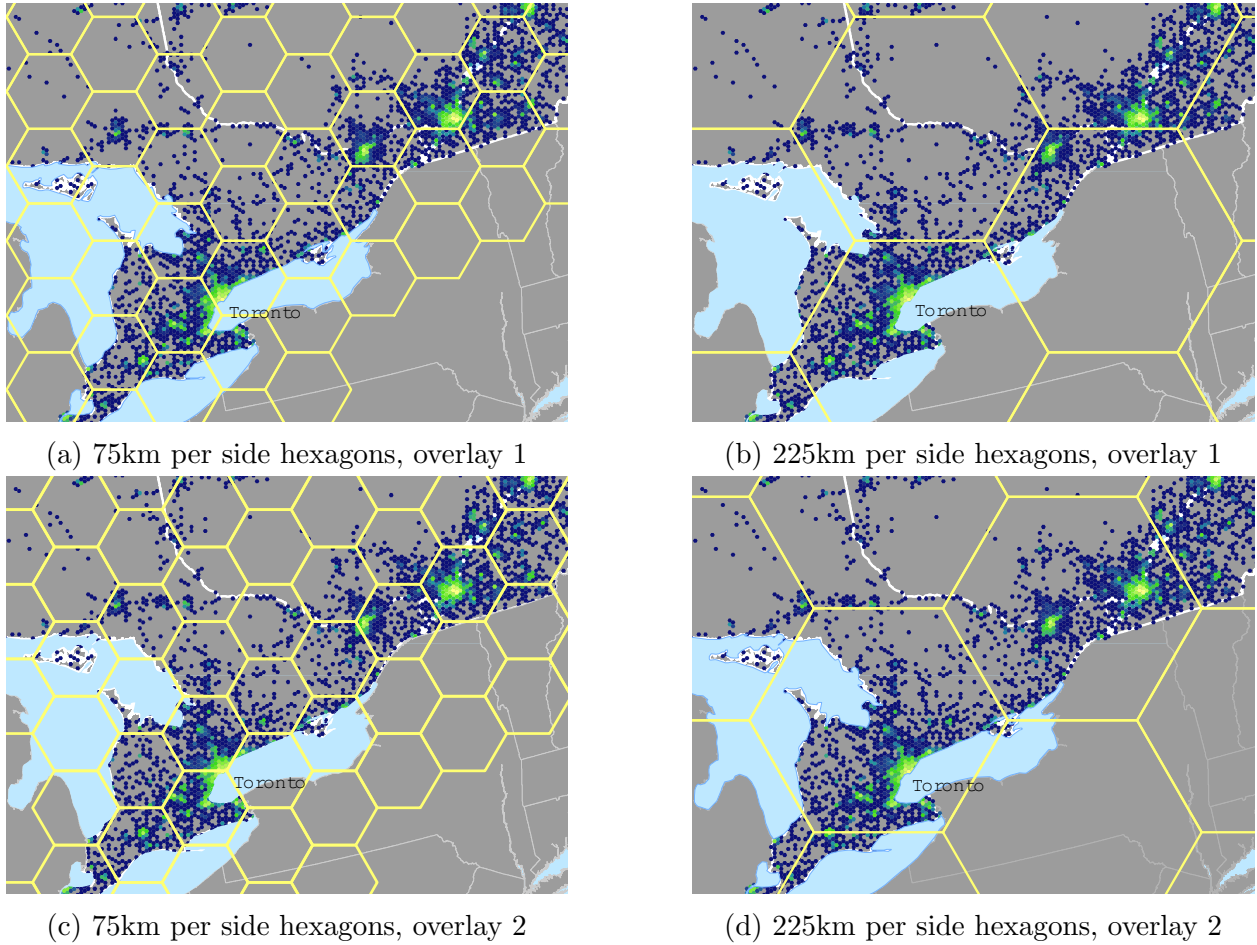 Toronto
Toronto
(a) 75km per side hexagons, overlay 1
(b) 225km per side hexagons, overlay 1
Toronto
Toronto
(c) 75km per side hexagons, overlay 2
(d) 225km per side hexagons, overlay 2